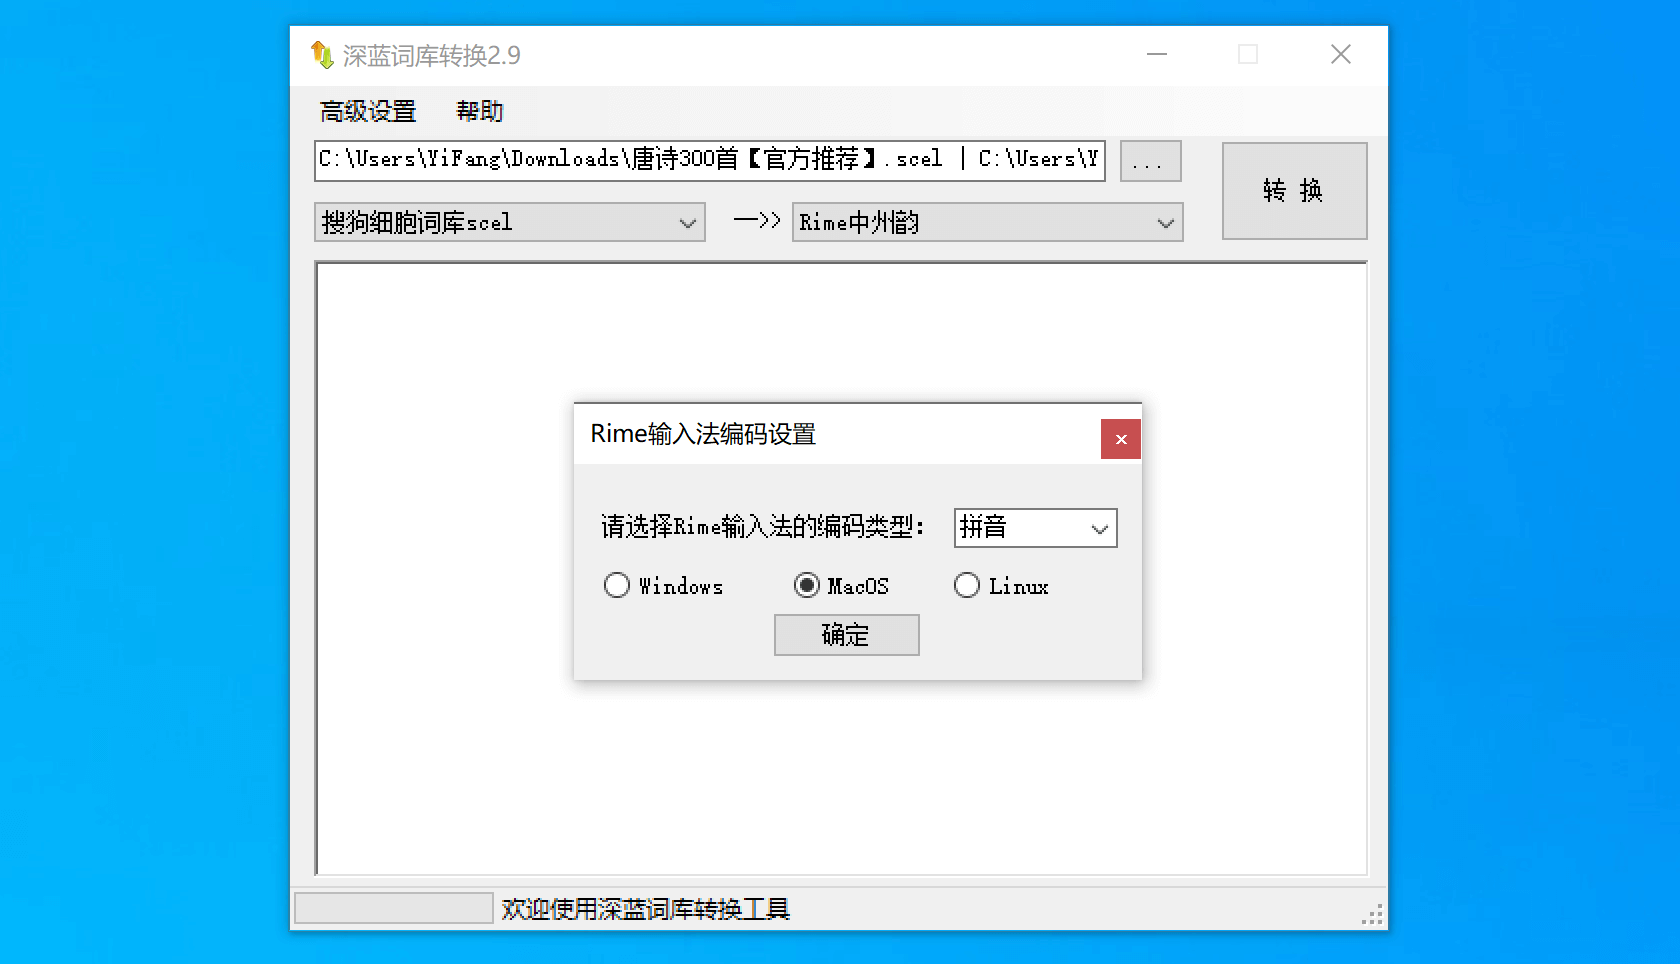 深蓝词库转换2.9
高级设置 帮助
C:\Users\YiFang\Downloads\唐诗300首【官方推荐】.scel | C:\Users\Y
...
转 换
搜狗细胞词库scel
—>>
Rime中州韵
Rime输入法编码设置
请选择Rime输入法的编码类型：
拼音
Windows
MacOS
Linux
确定
欢迎使用深蓝词库转换工具